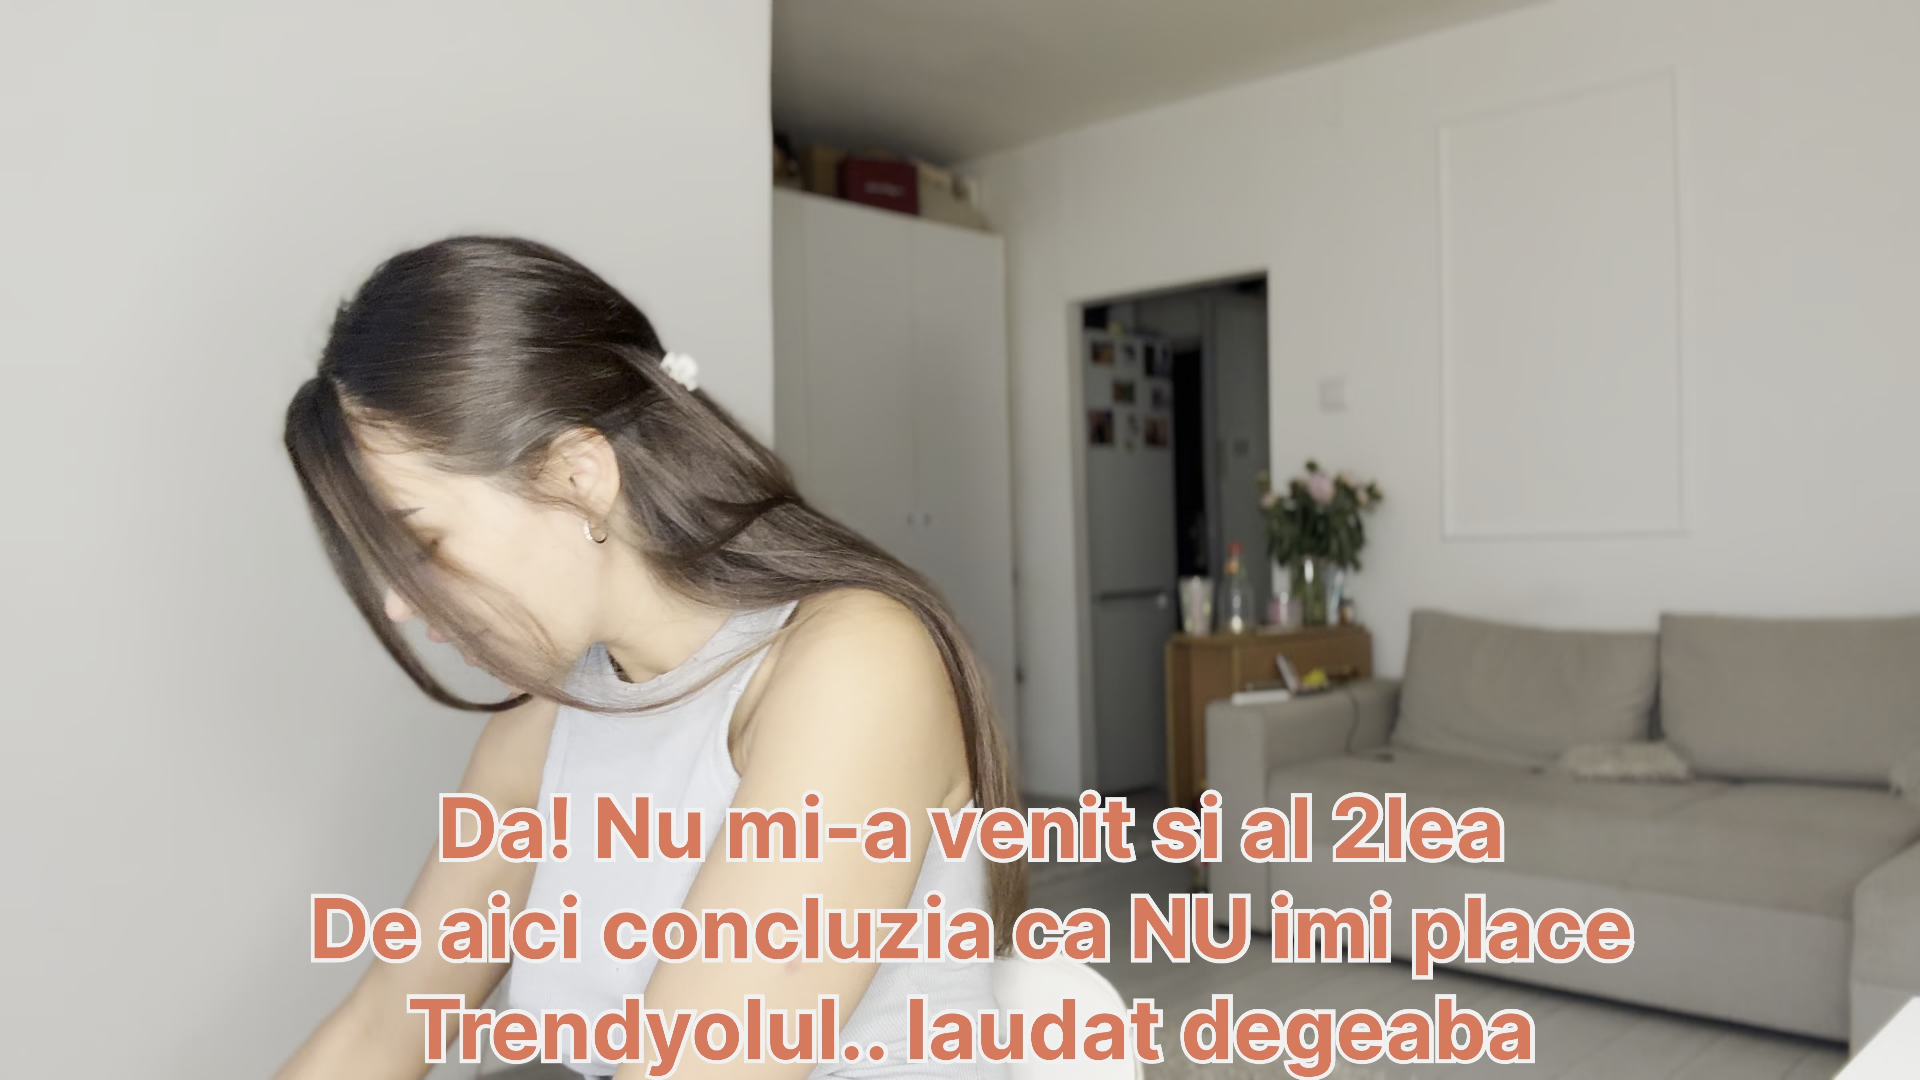 Da! Nu mi-a venit si al 2lea
De aici concluzia ca NU imi place
Trendyolul.. laudat degeaba